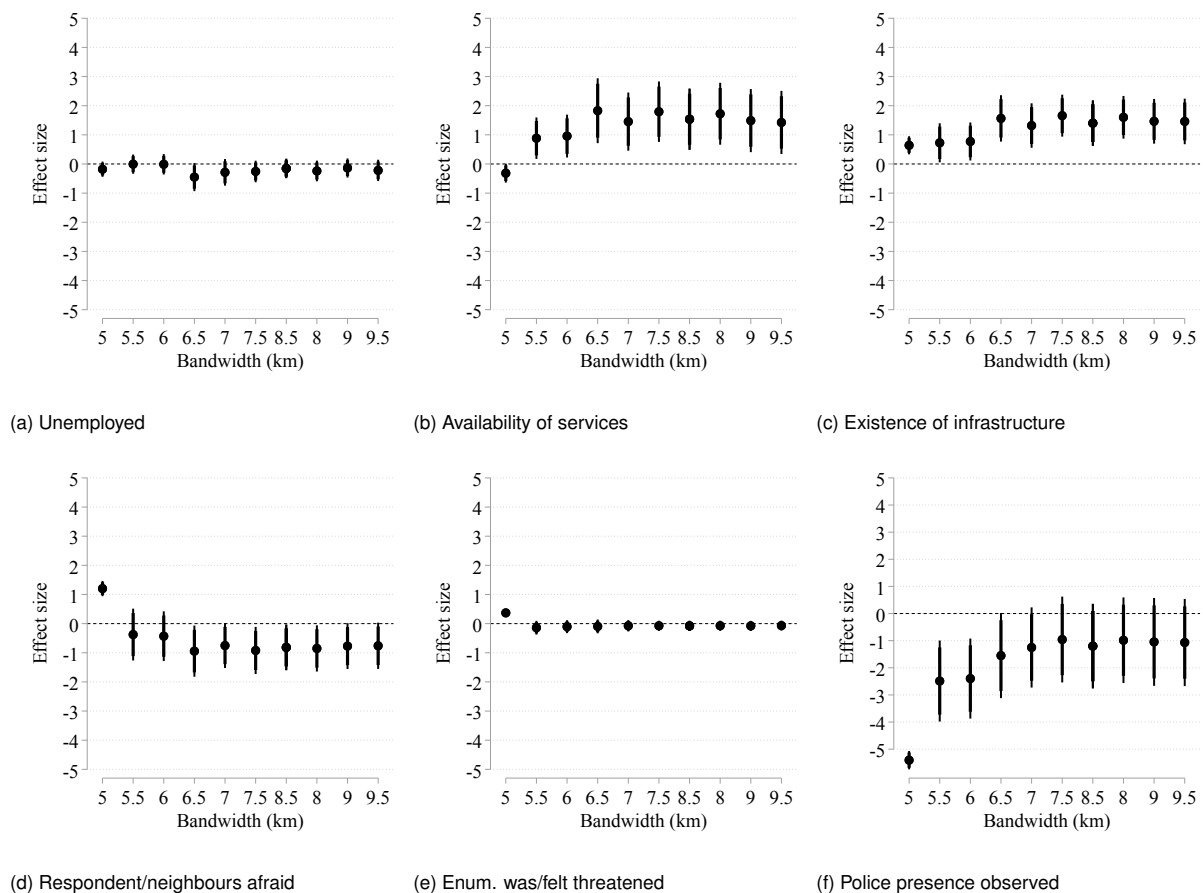 5
4
3
2
1
0
-1
-2
-3
-4
-5
Effect size
5 5.5 6 6.5 7 7.5 8.5 8 9 9.5
Bandwidth (km)
(a) Unemployed
5
4
3
2
1
0
-1
-2
-3
-4
-5
Effect size
5 5.5 6 6.5 7 7.5 8.5 8 9 9.5
Bandwidth (km)
(b) Availability of services
5
4
3
2
1
0
-1
-2
-3
-4
-5
Effect size
5 5.5 6 6.5 7 7.5 8.5 8 9 9.5
Bandwidth (km)
(c) Existence of infrastructure
5
4
3
2
1
0
-1
-2
-3
-4
-5
Effect size
5 5.5 6 6.5 7 7.5 8.5 8 9 9.5
Bandwidth (km)
(d) Respondent/neighbours afraid
5
4
3
2
1
0
-1
-2
-3
-4
-5
Effect size
5 5.5 6 6.5 7 7.5 8.5 8 9 9.5
Bandwidth (km)
(e) Enum. was/felt threatened
5
4
3
2
1
0
-1
-2
-3
-4
-5
Effect size
5 5.5 6 6.5 7 7.5 8.5 8 9 9.5
Bandwidth (km)
(f) Police presence observed